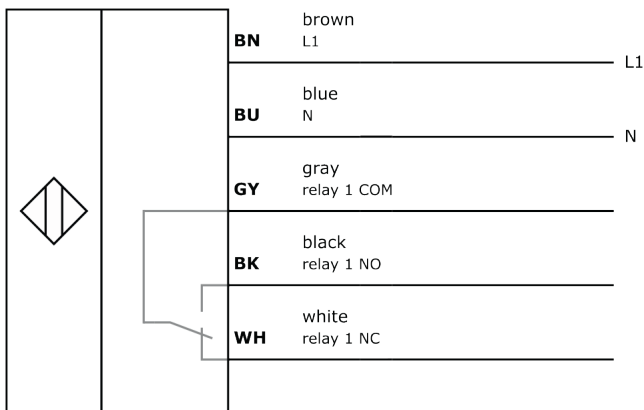 brown
BN L1
L1
blue
BU N
N
gray
GY relay 1 COM
black
BK relay 1 NO
white
WH relay 1 NC